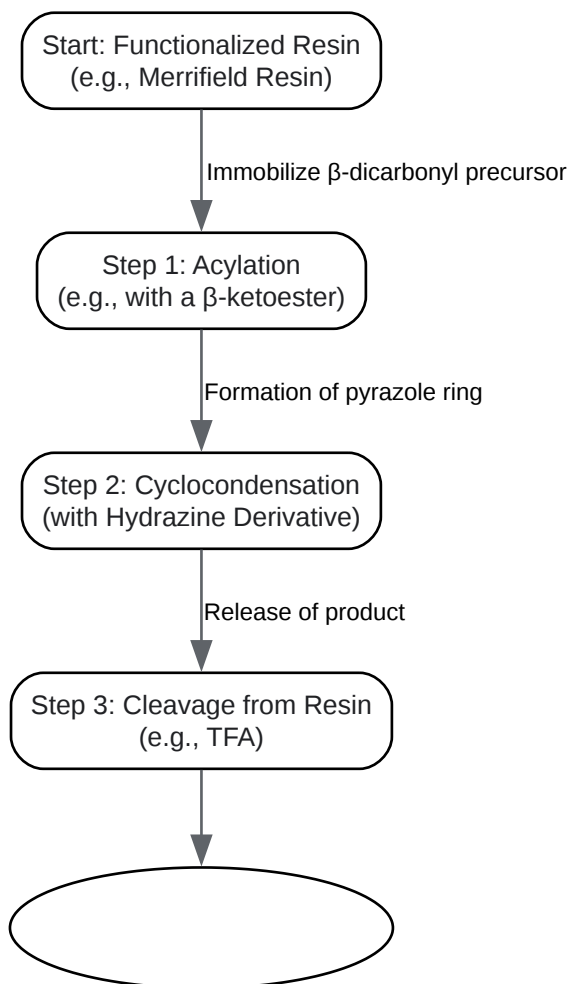 Start: Functionalized Resin
(e.g., Merrifield Resin)
Immobilize β-dicarbonyl precursor
Step 1: Acylation
(e.g., with a β-ketoester)
Formation of pyrazole ring
Step 2: Cyclocondensation
(with Hydrazine Derivative)
Release of product
Step 3: Cleavage from Resin
(e.g., TFA)